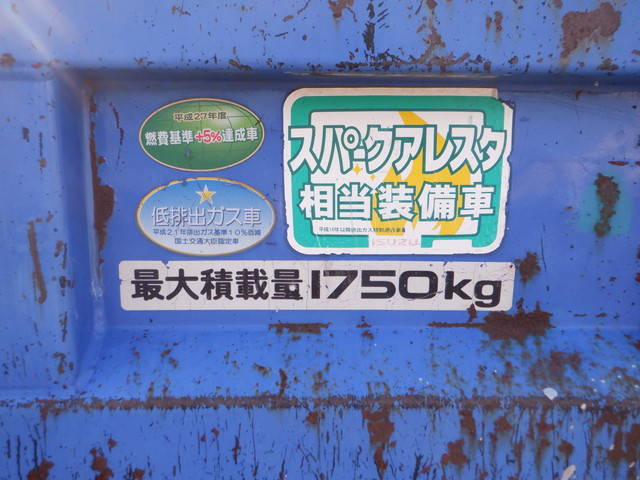 平成27年度
燃費基準+5%達成車
低排出ガス車
平成21年排出ガス基準10%低減
国土交通大臣認定車
スパークアレスタ
相当装備車
ISUZU
最大積載量1750kg